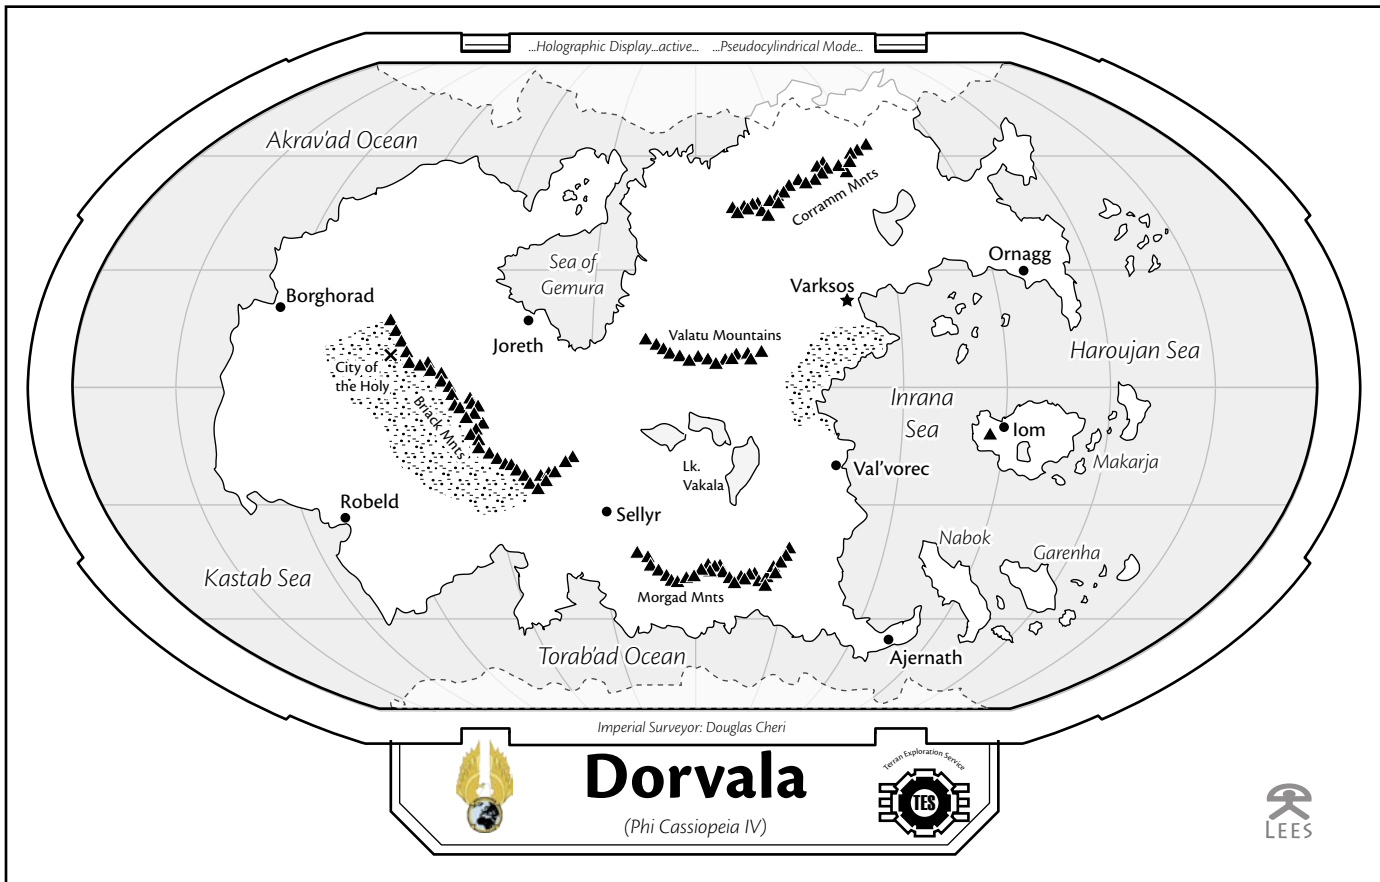 ...Holographic Display...active... ...Pseudocylindrical Mode...
Akrav'ad Ocean
Corramm Mnts
Sea of
Gemura
Ornagg
Borghorad
Varksos
Joreth
Valatu Mountains
Haroujan Sea
City of
the Holy
Briack Mnts
Inrana
Sea
Iom
Makarja
Lk.
Vakala
Val'vorec
Robeld
Sellyr
Nabok
Garenha
Kastab Sea
Morgad Mnts
Torab'ad Ocean
Ajernath
Imperial Surveyor: Douglas Cheri
Dorvala
(Phi Cassiopeia IV)
Terran Exploration Service
TES
LEES